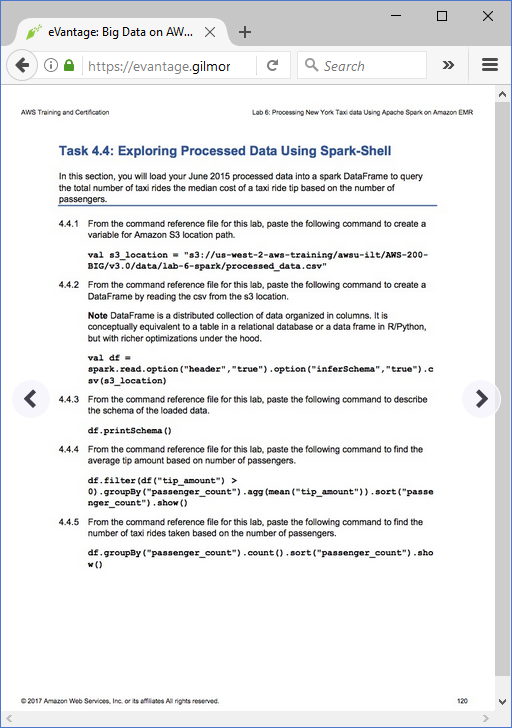 eVantage: Big Data on AW...
https://evantage.gilmor
Search
AWS Training and Certification
Lab 6: Processing New York Taxi data Using Apache Spark on Amazon EMR
Task 4.4: Exploring Processed Data Using Spark-Shell
In this section, you will load your June 2015 processed data into a spark DataFrame to query
the total number of taxi rides the median cost of a taxi ride tip based on the number of
passengers.
4.4.1 From the command reference file for this lab, paste the following command to create a
variable for Amazon S3 location path.
val s3_location = "s3://us-west-2-aws-training/awsu-ilt/AWS-200-
BIG/v3.0/data/lab-6-spark/processed_data.csv"
4.4.2 From the command reference file for this lab, paste the following command to create a
DataFrame by reading the csv from the s3 location.
Note DataFrame is a distributed collection of data organized in columns. It is
conceptually equivalent to a table in a relational database or a data frame in R/Python,
but with richer optimizations under the hood.
val df =
spark.read.option("header","true").option("inferSchema","true").c
sv(s3_location)
4.4.3 From the command reference file for this lab, paste the following command to describe
the schema of the loaded data.
df.printSchema()
4.4.4 From the command reference file for this lab, paste the following command to find the
average tip amount based on number of passengers.
df.filter(df("tip_amount") >
0).groupBy("passenger_count").agg(mean("tip_amount")).sort("passe
nger_count").show()
4.4.5 From the command reference file for this lab, paste the following command to find the
number of taxi rides taken based on the number of passengers.
df.groupBy("passenger_count").count().sort("passenger_count").sho
w()
© 2017 Amazon Web Services, Inc. or its affiliates All rights reserved.
120